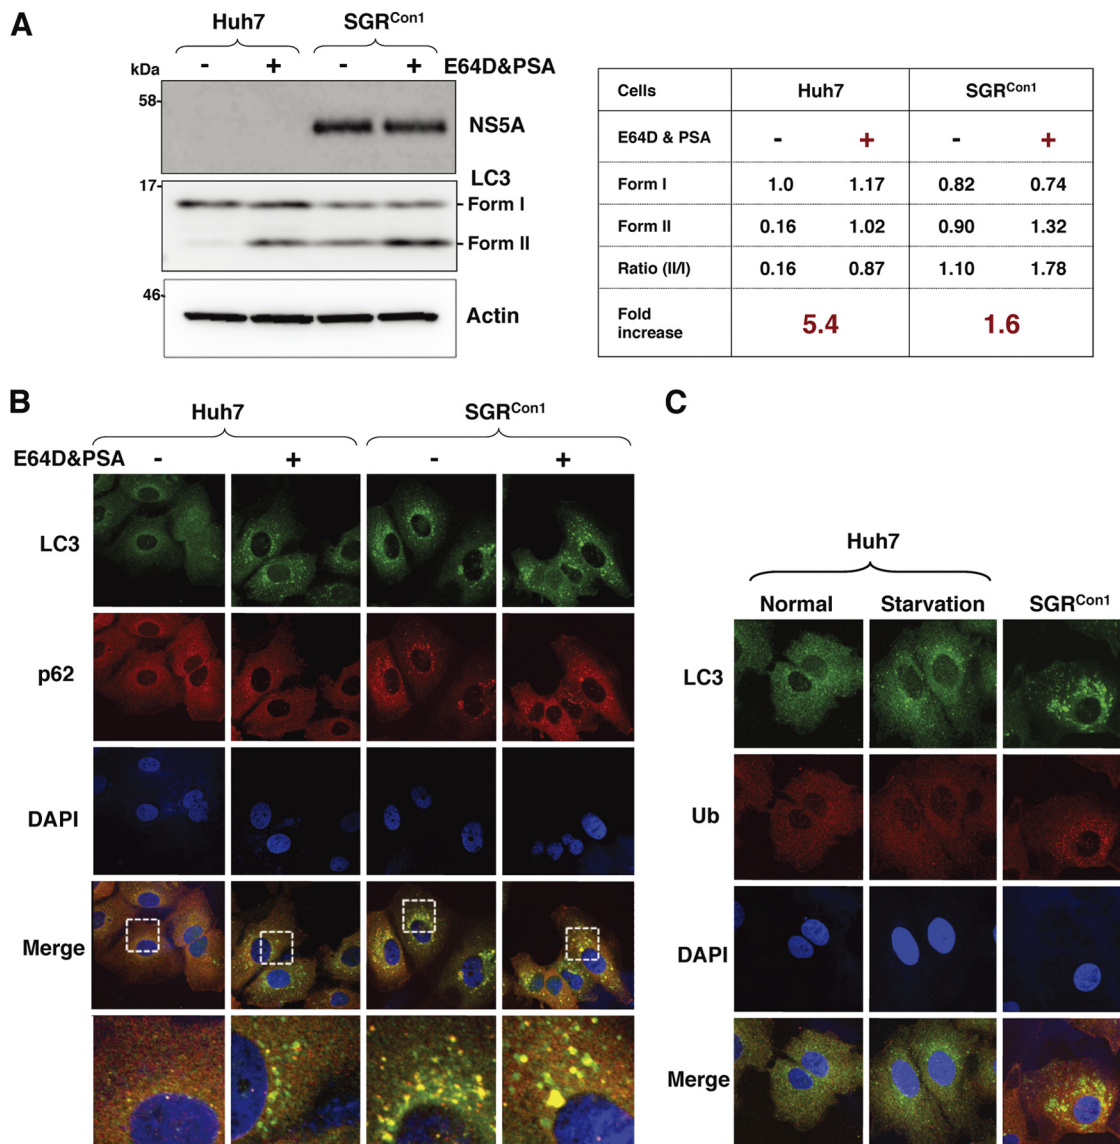 A
Huh7 SGRCon1
kDa - + - + E64D&PSA
58-
NS5A
17-
LC3
Form I
Form II
46-
Actin
Cells Huh7 SGRCon1
E64D & PSA - + - +
Form I 1.0 1.17 0.82 0.74
Form II 0.16 1.02 0.90 1.32
Ratio (II/I) 0.16 0.87 1.10 1.78
Fold
increase 5.4 1.6
B
Huh7 SGRCon1
E64D&PSA - + - +
LC3
p62
DAPI
Merge
C
Huh7
Normal Starvation SGRCon1
LC3
Ub
DAPI
Merge